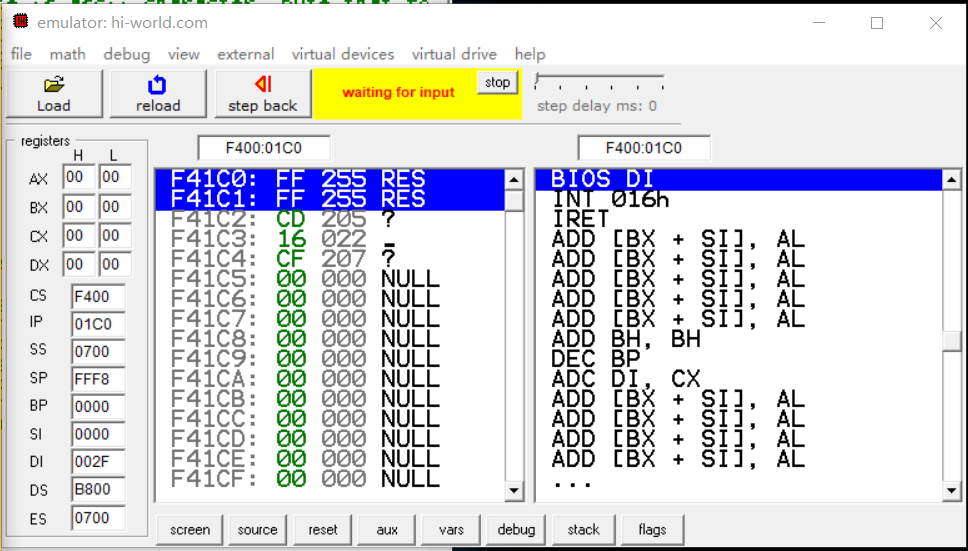 emulator: hi-world.com
file math debug view external virtual devices virtual drive help
Load reload step back waiting for input stop step delay ms: 0
registers
H L
AX 00 00
BX 00 00
CX 00 00
DX 00 00
CS F400
IP 01C0
SS 0700
SP FFF8
BP 0000
SI 0000
DI 002F
DS B800
ES 0700
F400:01C0
F41C0: FF 255 RES
F41C1: FF 255 RES
F41C2: CD 205 ?
F41C3: 16 022 _
F41C4: CF 207 ?
F41C5: 00 000 NULL
F41C6: 00 000 NULL
F41C7: 00 000 NULL
F41C8: 00 000 NULL
F41C9: 00 000 NULL
F41CA: 00 000 NULL
F41CB: 00 000 NULL
F41CC: 00 000 NULL
F41CD: 00 000 NULL
F41CE: 00 000 NULL
F41CF: 00 000 NULL
F400:01C0
BIOS DI
INT 016h
IRET
ADD [BX + SI], AL
ADD [BX + SI], AL
ADD [BX + SI], AL
ADD [BX + SI], AL
ADD [BX + SI], AL
ADD BH, BH
DEC BP
ADC DI, CX
ADD [BX + SI], AL
ADD [BX + SI], AL
ADD [BX + SI], AL
ADD [BX + SI], AL
...
screen source reset aux vars debug stack flags